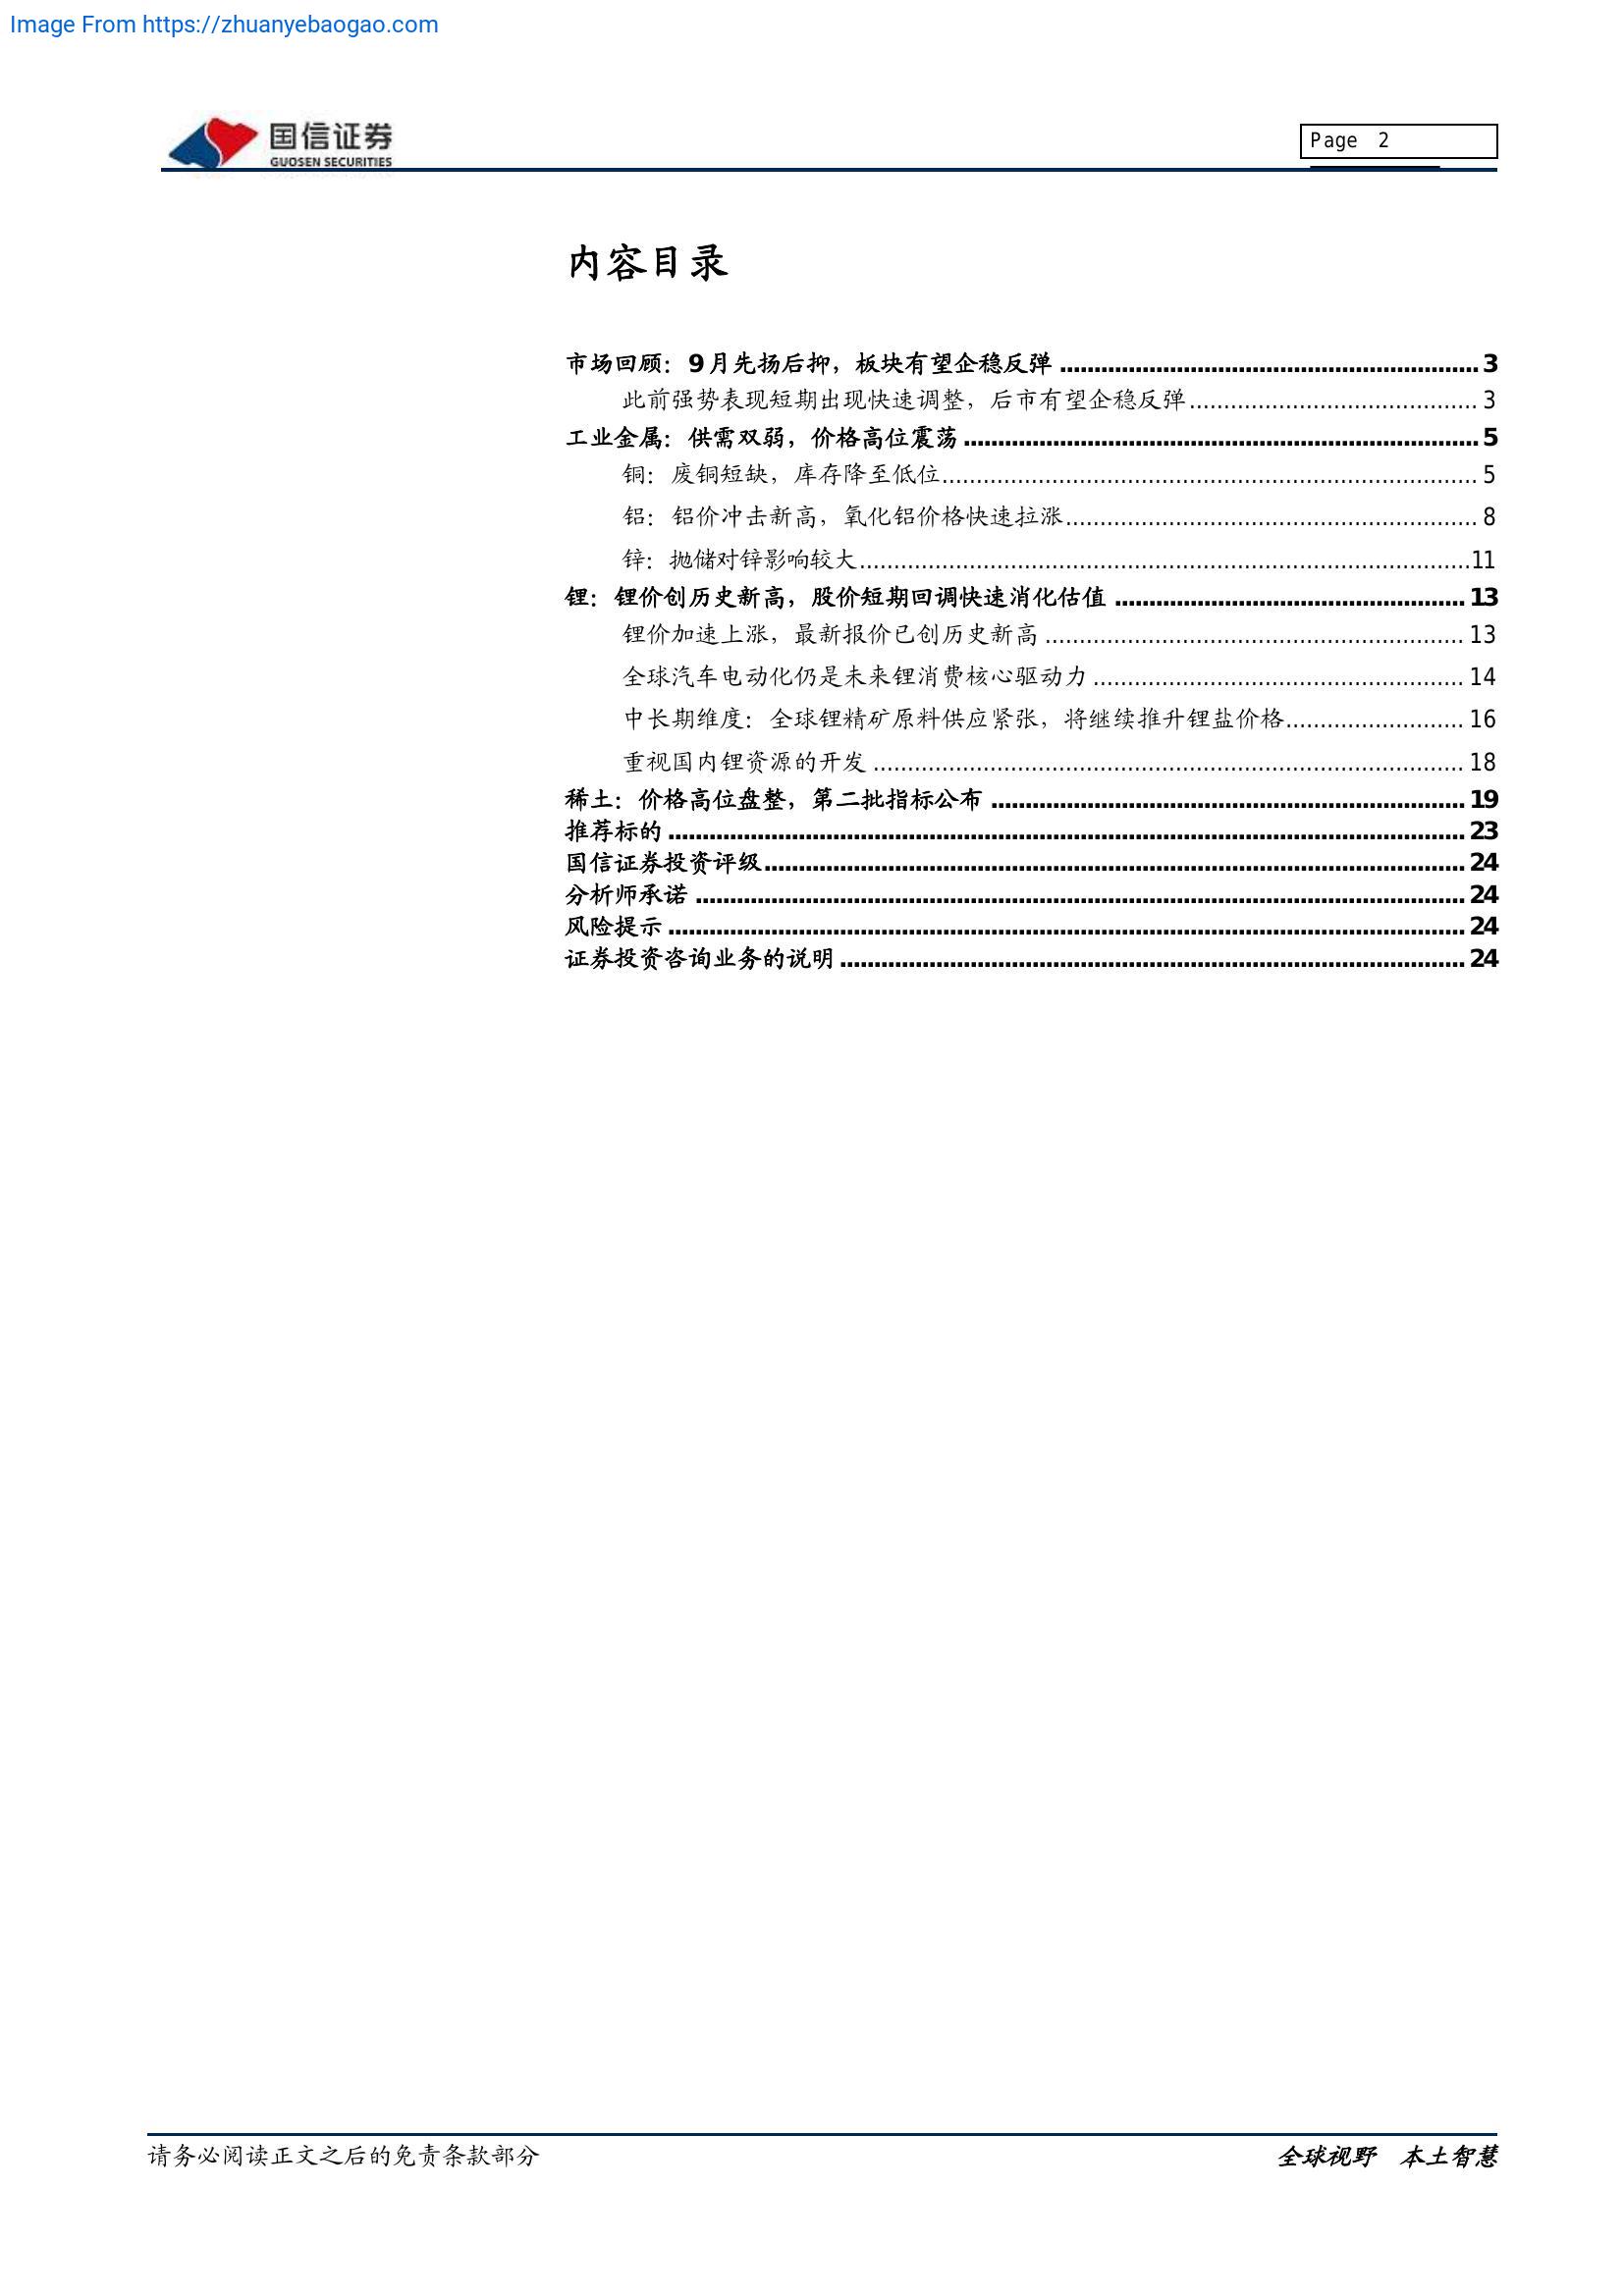 Image From https://zhuanyebaogao.com
国信证券
GUOSEN SECURITIES
Page 2
内容目录
市场回顾：9月先扬后抑，板块有望企稳反弹 ............................................................. 3
此前强势表现短期出现快速调整，后市有望企稳反弹.......................................... 3
工业金属：供需双弱，价格高位震荡 ........................................................................... 5
铜：废铜短缺，库存降至低位.............................................................................. 5
铝：铝价冲击新高，氧化铝价格快速拉涨............................................................ 8
锌：抛储对锌影响较大.........................................................................................11
锂：锂价创历史新高，股价短期回调快速消化估值 ................................................... 13
锂价加速上涨，最新报价已创历史新高 ............................................................. 13
全球汽车电动化仍是未来锂消费核心驱动力 ...................................................... 14
中长期维度：全球锂精矿原料供应紧张，将继续推升锂盐价格.......................... 16
重视国内锂资源的开发 ...................................................................................... 18
稀土：价格高位盘整，第二批指标公布 ..................................................................... 19
推荐标的 .................................................................................................................... 23
国信证券投资评级...................................................................................................... 24
分析师承诺 ................................................................................................................ 24
风险提示 .................................................................................................................... 24
证券投资咨询业务的说明 ........................................................................................... 24
请务必阅读正文之后的免责条款部分
全球视野 本土智慧